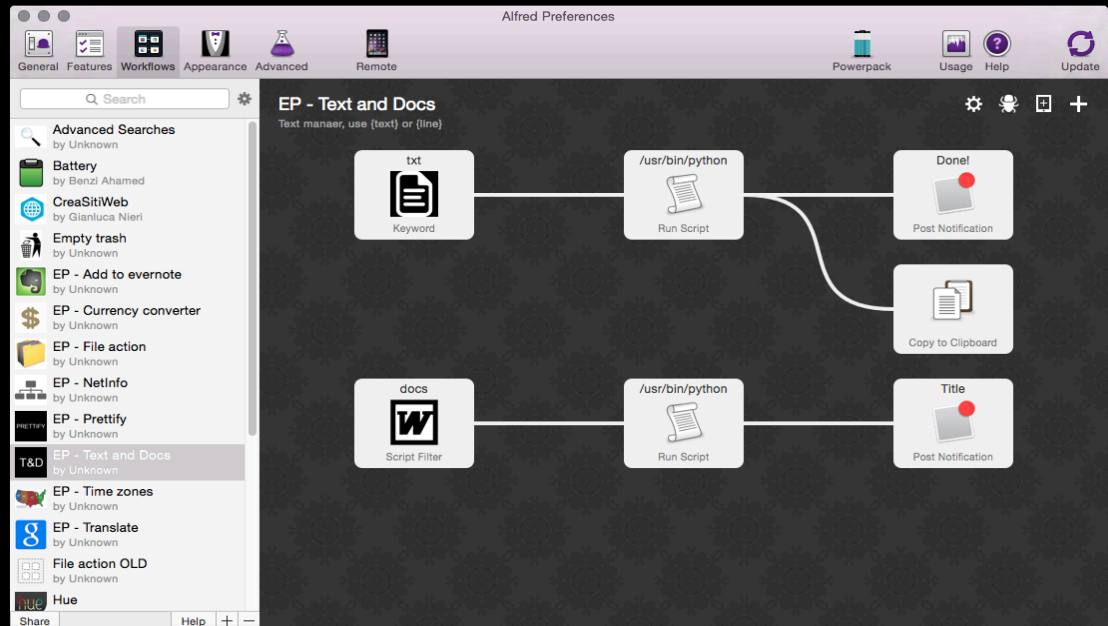 Alfred Preferences
General Features Workflows Appearance Advanced Remote Powerpack Usage Help Update
Search
EP - Text and Docs
Text manaer, use {text} or {line}
Advanced Searches
by Unknown
Battery
by Benzi Ahamed
CreaSitiWeb
by Gianluca Nieri
Empty trash
by Unknown
EP - Add to evernote
by Unknown
EP - Currency converter
by Unknown
EP - File action
by Unknown
EP - NetInfo
by Unknown
PRETTIFY
EP - Prettify
by Unknown
T&D
EP - Text and Docs
by Unknown
EP - Time zones
by Unknown
g
EP - Translate
by Unknown
File action OLD
by Unknown
hue
Hue
Share Help + −
txt
Keyword
/usr/bin/python
Run Script
Done!
Post Notification
Copy to Clipboard
docs
W
Script Filter
/usr/bin/python
Run Script
Title
Post Notification